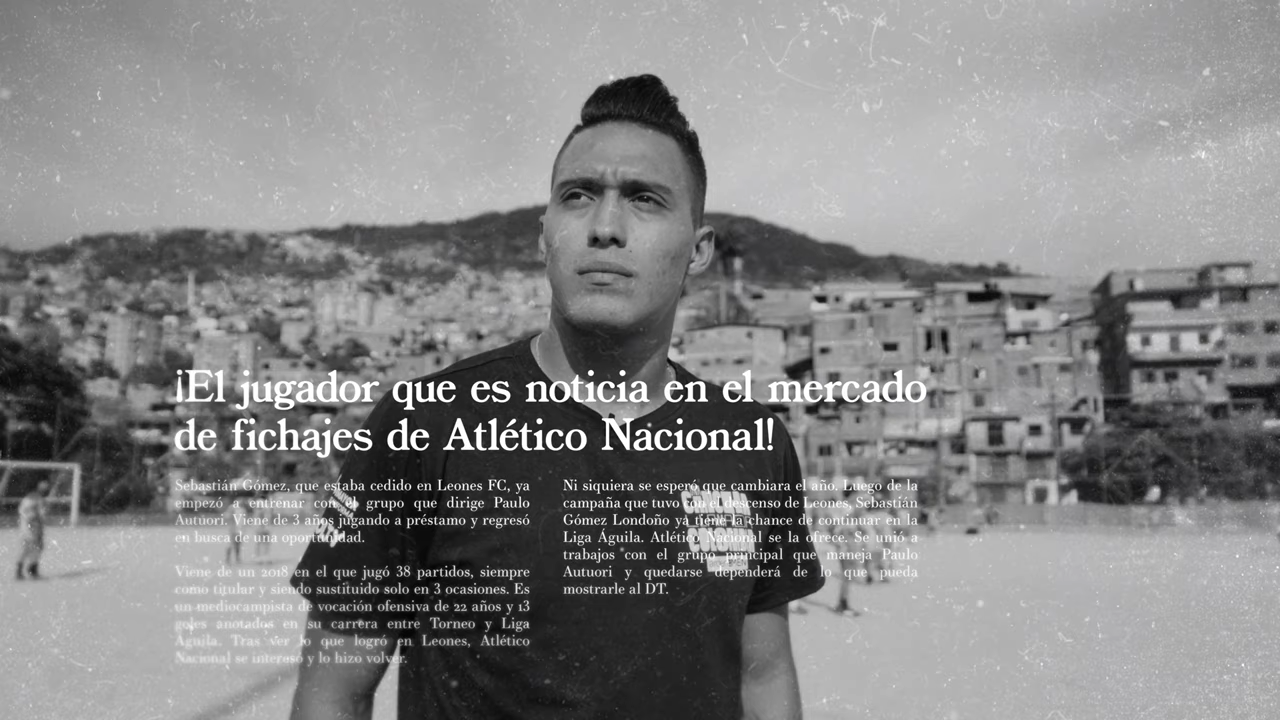 ¡El jugador que es noticia en el mercado
de fichajes de Atlético Nacional!
Sebastián Gómez, que estaba cedido en Leones FC, ya
empezó a entrenar con el grupo que dirige Paulo
Autuori. Viene de 3 años jugando a préstamo y regresó
en busca de una oportunidad.
Viene de un 2018 en el que jugó 38 partidos, siempre
como titular y siendo sustituido solo en 3 ocasiones. Es
un mediocampista de vocación ofensiva de 22 años y 13
goles anotados en su carrera entre Torneo y Liga
Águila. Tras ver lo que logró en Leones, Atlético
Nacional se interesó y lo hizo volver.
Ni siquiera se esperó que cambiara el año. Luego de la
campaña que tuvo con el descenso de Leones, Sebastián
Gómez Londoño ya tiene la chance de continuar en la
Liga Águila. Atlético Nacional se la ofrece. Se unió a
trabajos con el grupo principal que maneja Paulo
Autuori y quedarse dependerá de lo que pueda
mostrarle al DT.